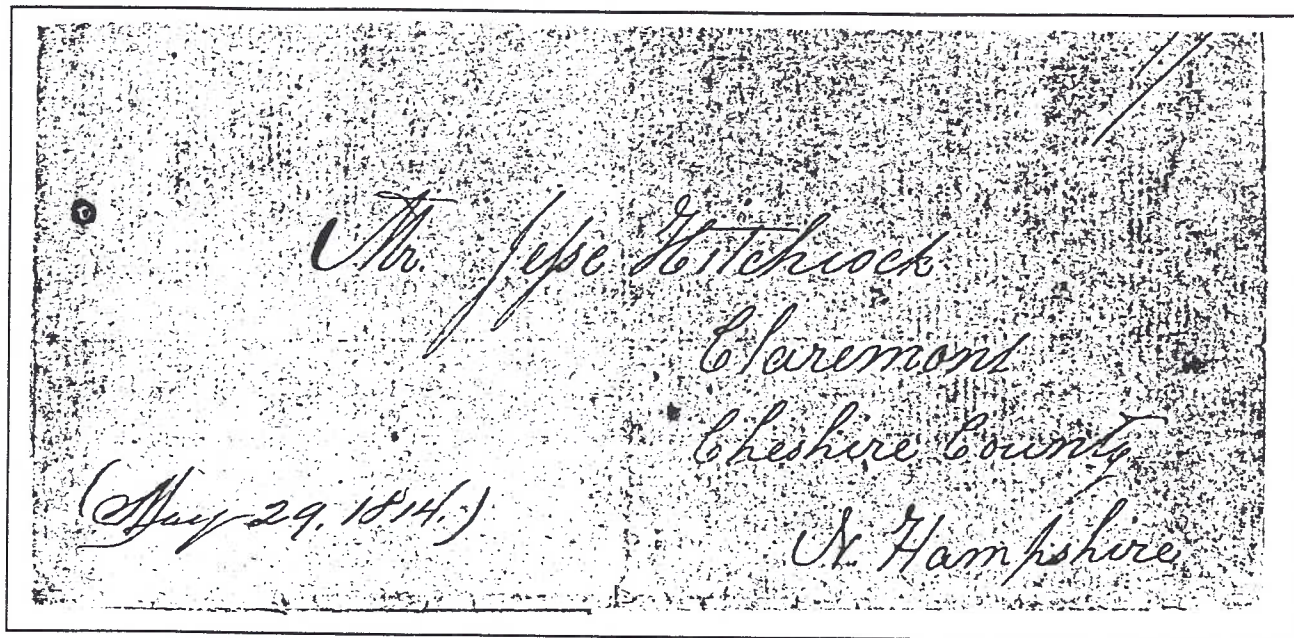 Mr. Jesse Hitchcock
Claremont
Cheshire County
N. Hampshire
(May 29, 1814.)